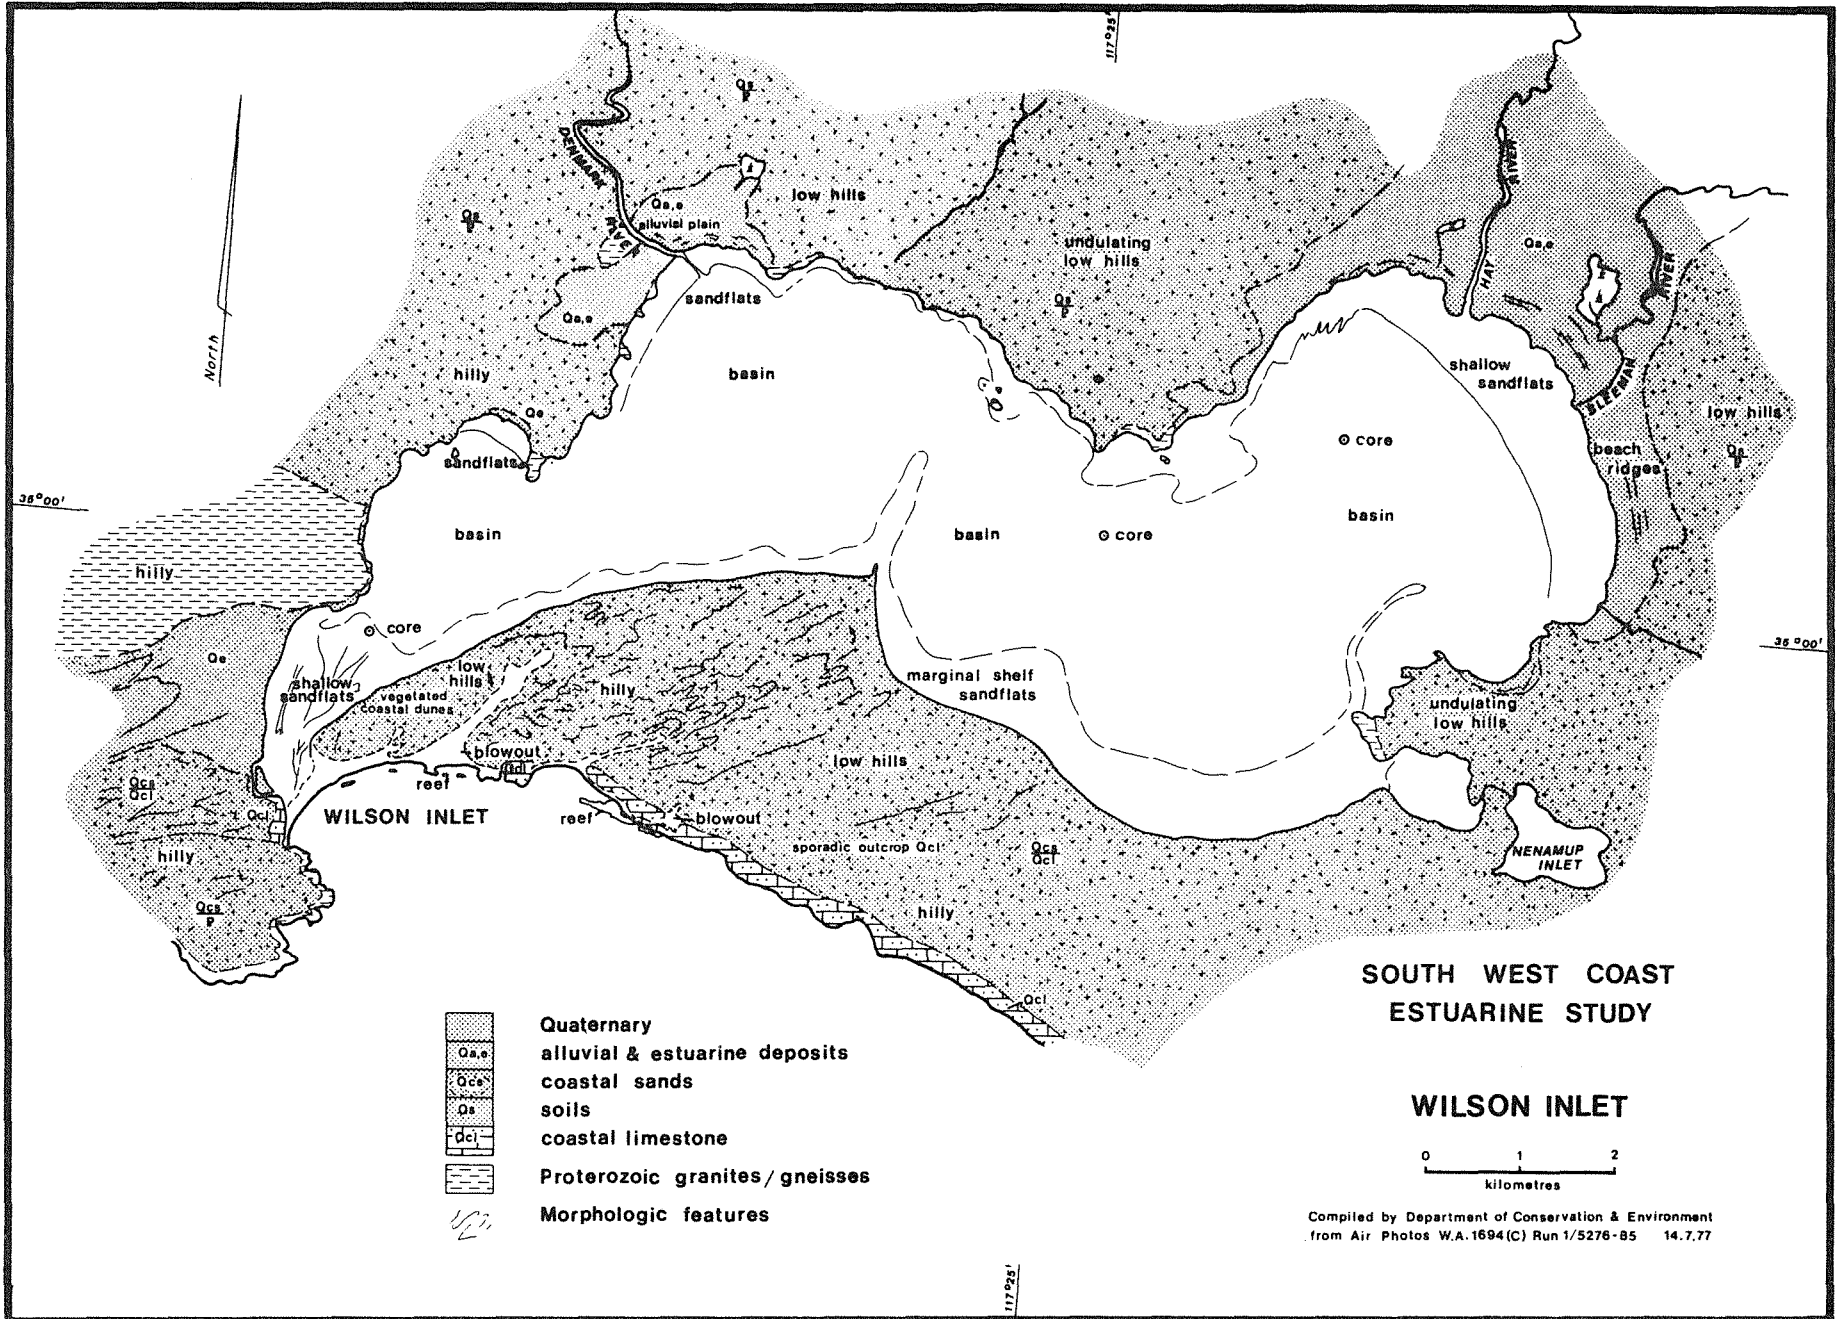 117°25'
Qs
P
DENMARK
RIVER
Qa,e
alluvial plain
low hills
Qs
P
undulating
low hills
Qs
P
HAY
RIVER
Qa,e
SLEEMAN
RIVER
North
sandflats
Qa,e
hilly
basin
shallow
sandflats
Qe
low hills
Qs
P
core
sandflats
beach
ridges
35°00'
basin
basin
core
basin
hilly
core
35°00'
Qe
shallow
sandflats
low
hills
vegetated
coastal dunes
hilly
marginal shelf
sandflats
undulating
low hills
blowout
low hills
Qcs
Qcl
reef
Qcl
WILSON INLET
reef
blowout
sporadic outcrop Qcl
Qcs
Qcl
NENAMUP
INLET
hilly
Qcs
P
hilly
Qcl
SOUTH WEST COAST
ESTUARINE STUDY
WILSON INLET
0 1 2
kilometres
Compiled by Department of Conservation & Environment
from Air Photos W.A.1694(C) Run 1/5276-85 14.7.77
Quaternary
Qa,e alluvial & estuarine deposits
Qcs coastal sands
Qs soils
Qcl coastal limestone
Proterozoic granites/gneisses
Morphologic features
117°25'